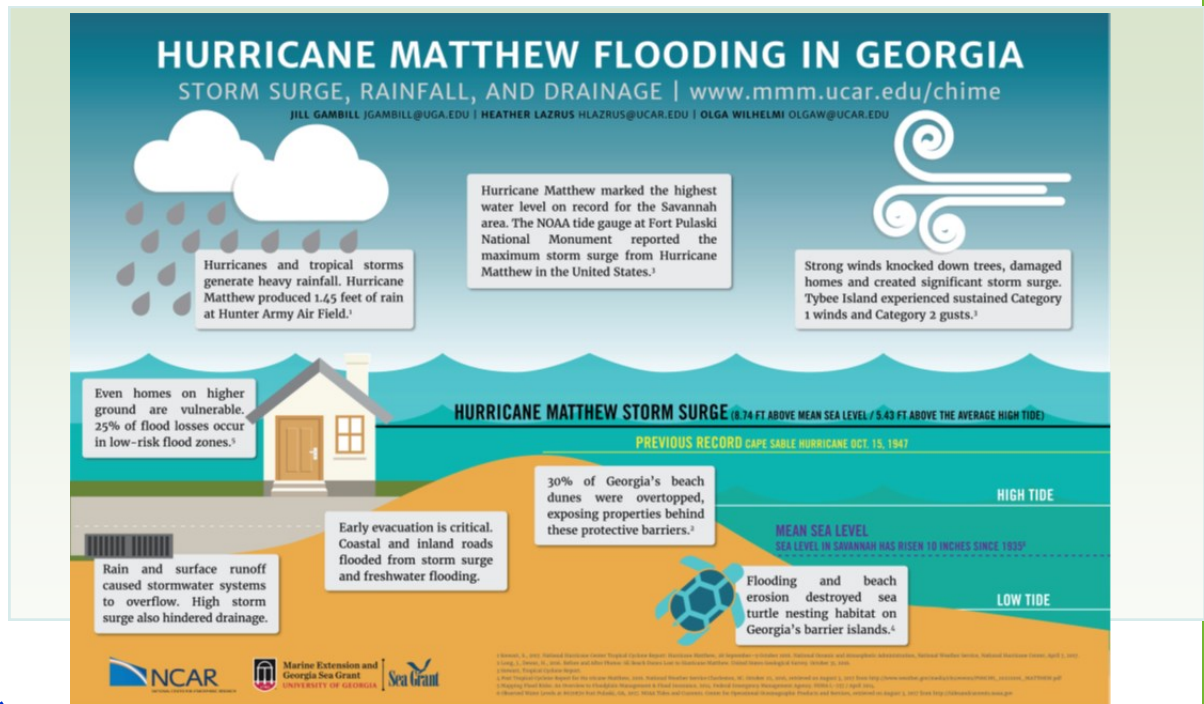 HURRICANE MATTHEW FLOODING IN GEORGIA
STORM SURGE, RAINFALL, AND DRAINAGE | www.mmm.ucar.edu/chime
JILL GAMBILL JGAMBILL@UGA.EDU | HEATHER LAZRUS HLAZRUS@UCAR.EDU | OLGA WILHELMI OLGAW@UCAR.EDU
Hurricanes and tropical storms
generate heavy rainfall. Hurricane
Matthew produced 1.45 feet of rain
at Hunter Army Air Field.¹
Hurricane Matthew marked the highest
water level on record for the Savannah
area. The NOAA tide gauge at Fort Pulaski
National Monument reported the
maximum storm surge from Hurricane
Matthew in the United States.³
Strong winds knocked down trees, damaged
homes and created significant storm surge.
Tybee Island experienced sustained Category
1 winds and Category 2 gusts.³
Even homes on higher
ground are vulnerable.
25% of flood losses occur
in low-risk flood zones.⁵
HURRICANE MATTHEW STORM SURGE (8.74 FT ABOVE MEAN SEA LEVEL / 5.43 FT ABOVE THE AVERAGE HIGH TIDE)
PREVIOUS RECORD CAPE SABLE HURRICANE OCT. 15, 1947
30% of Georgia's beach
dunes were overtopped,
exposing properties behind
these protective barriers.²
HIGH TIDE
MEAN SEA LEVEL
SEA LEVEL IN SAVANNAH HAS RISEN 10 INCHES SINCE 1935⁶
Early evacuation is critical.
Coastal and inland roads
flooded from storm surge
and freshwater flooding.
Rain and surface runoff
caused stormwater systems
to overflow. High storm
surge also hindered drainage.
Flooding and beach
erosion destroyed sea
turtle nesting habitat on
Georgia's barrier islands.⁴
LOW TIDE
NCAR
Marine Extension and
Georgia Sea Grant
UNIVERSITY OF GEORGIA
Sea Grant